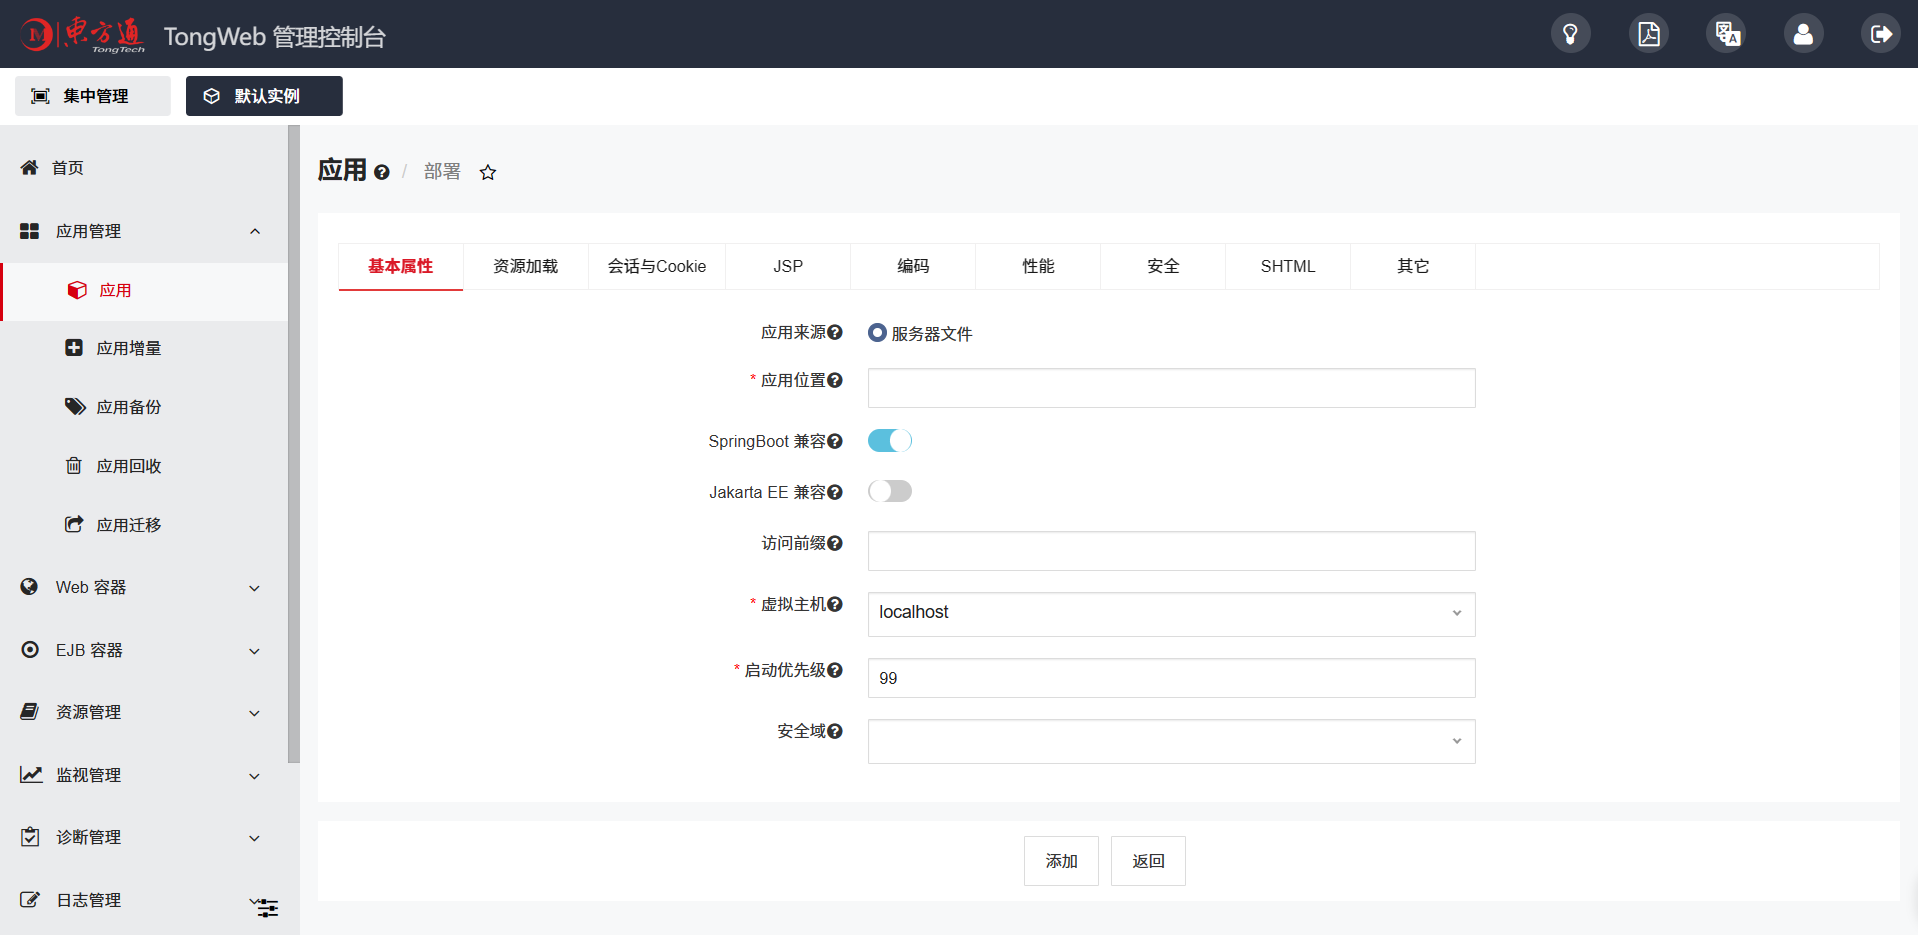 東方通 TongTech TongWeb 管理控制台
集中管理 默认实例
首页
应用管理
应用
应用增量
应用备份
应用回收
应用迁移
Web 容器
EJB 容器
资源管理
监视管理
诊断管理
日志管理
应用 / 部署
基本属性 资源加载 会话与Cookie JSP 编码 性能 安全 SHTML 其它
应用来源 服务器文件
* 应用位置
SpringBoot 兼容
Jakarta EE 兼容
访问前缀
* 虚拟主机 localhost
* 启动优先级 99
安全域
添加 返回